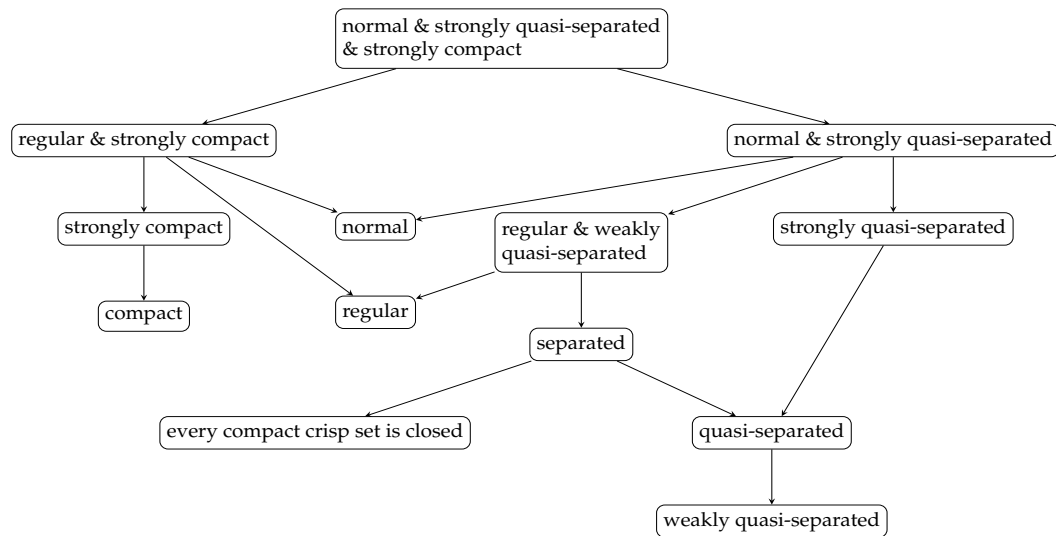 normal & strongly quasi-separated
& strongly compact
regular & strongly compact
normal & strongly quasi-separated
strongly compact
normal
regular & weakly
quasi-separated
strongly quasi-separated
compact
regular
separated
every compact crisp set is closed
quasi-separated
weakly quasi-separated